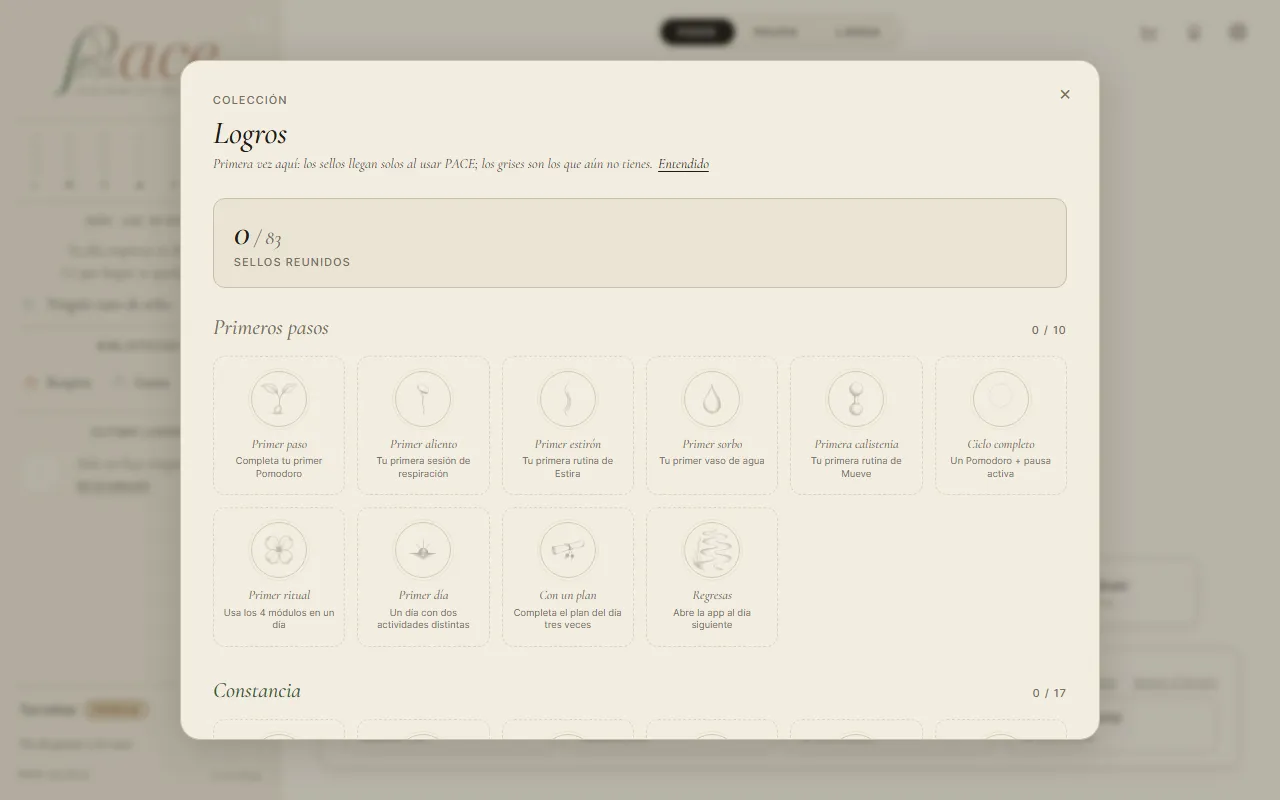 Pace
COLECCIÓN
Logros
Primera vez aquí: los sellos llegan solos al usar PACE; los grises son los que aún no tienes. Entendido
0 / 83
SELLOS REUNIDOS
Primeros pasos
0 / 10
Primer paso
Completa tu primer
Pomodoro
Primer aliento
Tu primera sesión de
respiración
Primer estirón
Tu primera rutina de
Estira
Primer sorbo
Tu primer vaso de agua
Primera calistenia
Tu primera rutina de
Mueve
Ciclo completo
Un Pomodoro + pausa
activa
Primer ritual
Usa los 4 módulos en un
día
Primer día
Un día con dos
actividades distintas
Con un plan
Completa el plan del día
tres veces
Regresas
Abre la app al día
siguiente
Constancia
0 / 17